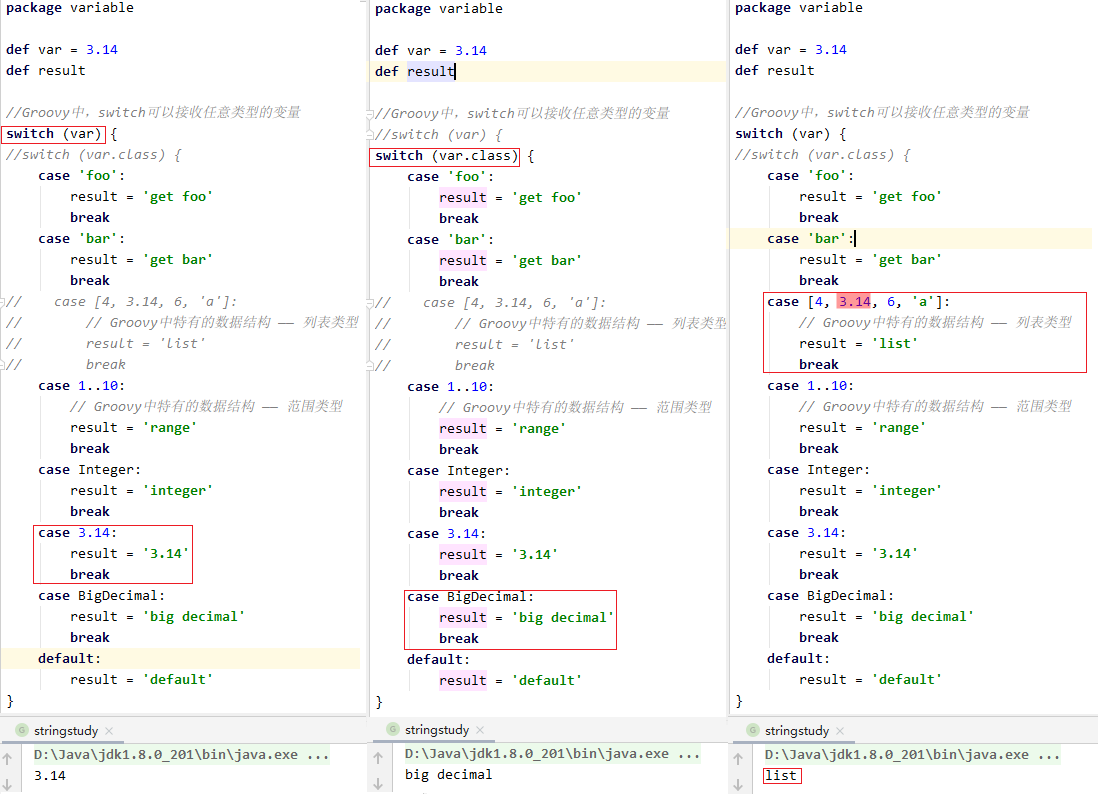 package variable
def var = 3.14
def result
//Groovy中，switch可以接收任意类型的变量
switch (var) {
//switch (var.class) {
case 'foo':
result = 'get foo'
break
case 'bar':
result = 'get bar'
break
//    case [4, 3.14, 6, 'a']:
//        // Groovy中特有的数据结构 —— 列表类型
//        result = 'list'
//        break
case 1..10:
// Groovy中特有的数据结构 —— 范围类型
result = 'range'
break
case Integer:
result = 'integer'
break
case 3.14:
result = '3.14'
break
case BigDecimal:
result = 'big decimal'
break
default:
result = 'default'
}
stringstudy
D:\Java\jdk1.8.0_201\bin\java.exe ...
3.14
package variable
def var = 3.14
def result
//Groovy中，switch可以接收任意类型的变量
//switch (var) {
switch (var.class) {
case 'foo':
result = 'get foo'
break
case 'bar':
result = 'get bar'
break
//    case [4, 3.14, 6, 'a']:
//        // Groovy中特有的数据结构 —— 列表类型
//        result = 'list'
//        break
case 1..10:
// Groovy中特有的数据结构 —— 范围类型
result = 'range'
break
case Integer:
result = 'integer'
break
case 3.14:
result = '3.14'
break
case BigDecimal:
result = 'big decimal'
break
default:
result = 'default'
}
stringstudy
D:\Java\jdk1.8.0_201\bin\java.exe ...
big decimal
package variable
def var = 3.14
def result
//Groovy中，switch可以接收任意类型的变量
switch (var) {
//switch (var.class) {
case 'foo':
result = 'get foo'
break
case 'bar':
result = 'get bar'
break
case [4, 3.14, 6, 'a']:
// Groovy中特有的数据结构 —— 列表类型
result = 'list'
break
case 1..10:
// Groovy中特有的数据结构 —— 范围类型
result = 'range'
break
case Integer:
result = 'integer'
break
case 3.14:
result = '3.14'
break
case BigDecimal:
result = 'big decimal'
break
default:
result = 'default'
}
stringstudy
D:\Java\jdk1.8.0_201\bin\java.exe ...
list